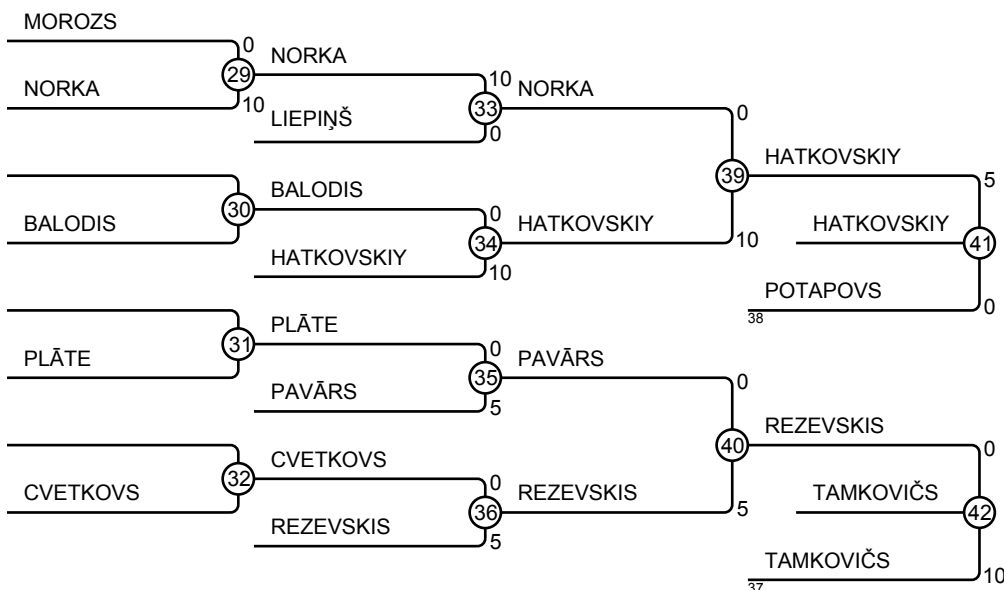 MOROZS
0
29
NORKA
NORKA
10
10
33
NORKA
LIEPIŅŠ
0
0
39
HATKOVSKIY
5
30
BALODIS
BALODIS
0
34
HATKOVSKIY
10
HATKOVSKIY
10
HATKOVSKIY
41
POTAPOVS
38
0
31
PLĀTE
PLĀTE
0
35
PAVĀRS
PAVĀRS
5
0
40
REZEVSKIS
0
32
CVETKOVS
CVETKOVS
0
36
REZEVSKIS
5
REZEVSKIS
5
TAMKOVIČS
42
TAMKOVIČS
37
10